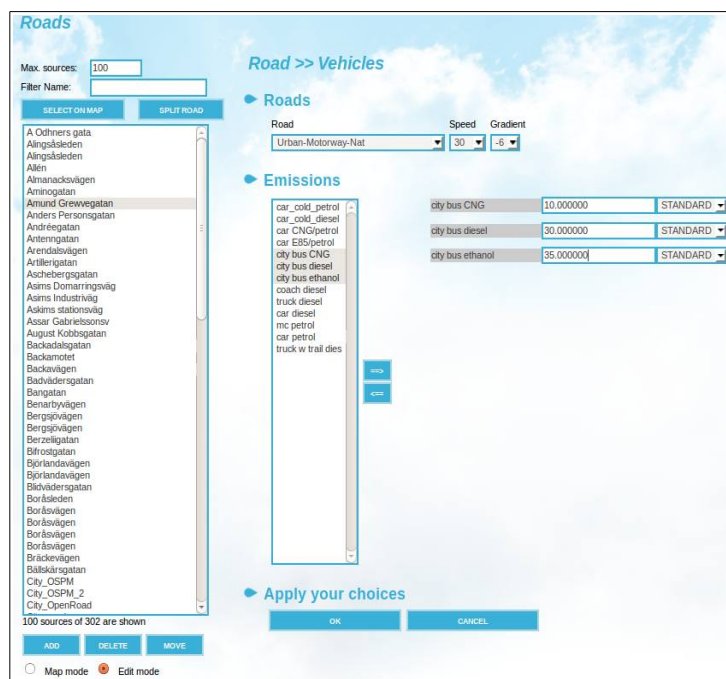 Roads
Max. sources: 100
Filter Name:
SELECT ON MAP SPLIT ROAD
A Odhners gata
Alingsåsleden
Alingsåsleden
Allén
Almanacksvägen
Aminogatan
Amund Grewvegatan
Anders Personsgatan
Andréegatan
Antenngatan
Arendalsvägen
Artillerigatan
Aschebergsgatan
Asims Domarringsväg
Asims Industriväg
Askims stationsväg
Assar Gabrielssonsv
August Kobbsgatan
Backadalsgatan
Backamotet
Backavägen
Badvädersgatan
Bangatan
Benarbyvägen
Bergsjövägen
Bergsjövägen
Berzeliigatan
Bifrostgatan
Björlandavägen
Björlandavägen
Blidvädersgatan
Boråsleden
Boråsvägen
Boråsvägen
Boråsvägen
Boråsvägen
Bräckevägen
Bällskärsgatan
City_OSPM
City_OSPM_2
City_OpenRoad
100 sources of 302 are shown
ADD DELETE MOVE
Map mode Edit mode
Road >> Vehicles
Roads
Road Speed Gradient
Urban-Motorway-Nat 30 -6
Emissions
car_cold_petrol
car_cold_diesel
car CNG/petrol
car E85/petrol
city bus CNG
city bus diesel
city bus ethanol
coach diesel
truck diesel
car diesel
mc petrol
car petrol
truck w trail dies
==>
<==
city bus CNG 10.000000 STANDARD
city bus diesel 30.000000 STANDARD
city bus ethanol 35.000000 STANDARD
Apply your choices
OK CANCEL